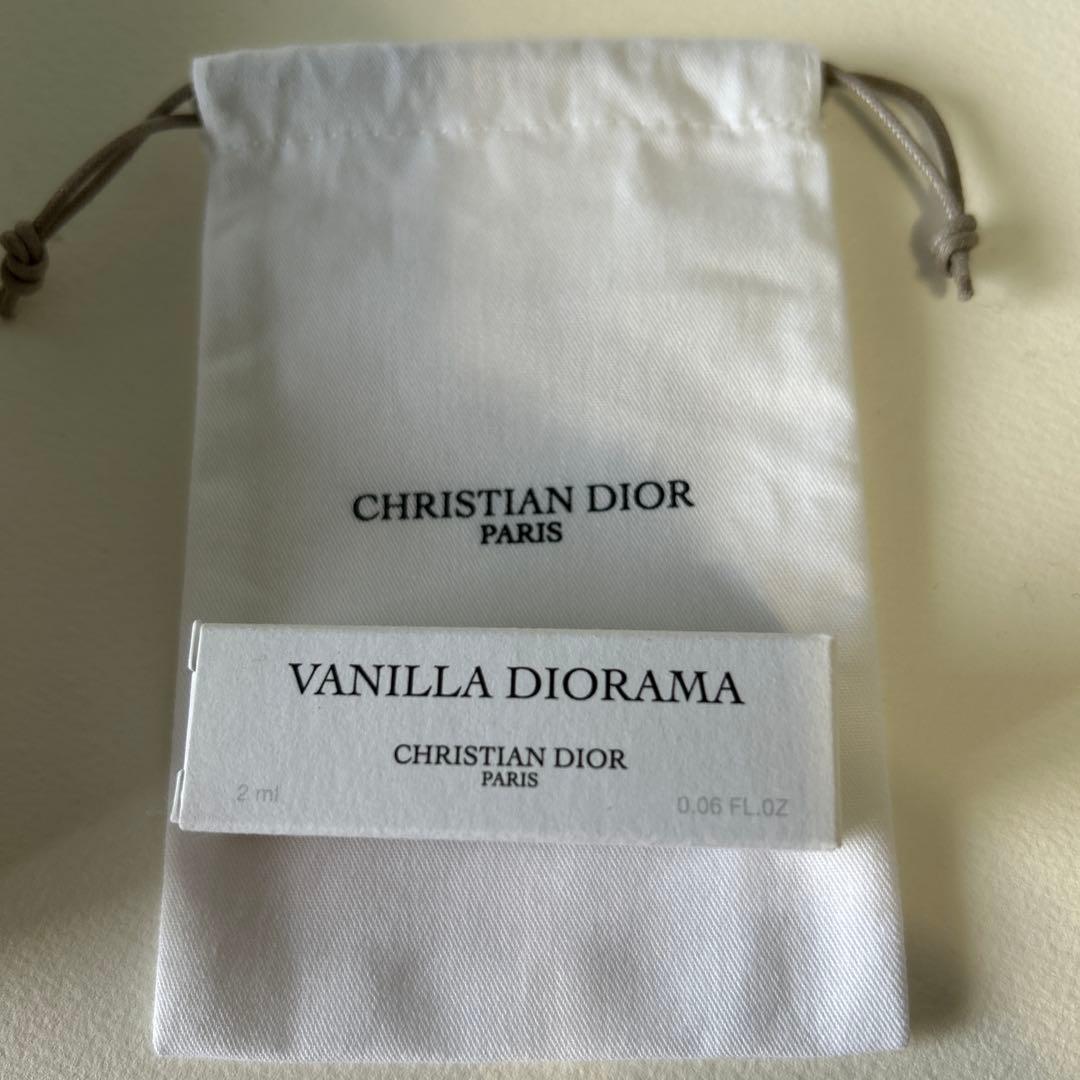 CHRISTIAN DIOR
PARIS
VANILLA DIORAMA
CHRISTIAN DIOR
PARIS
2 ml
0.06 FL.OZ